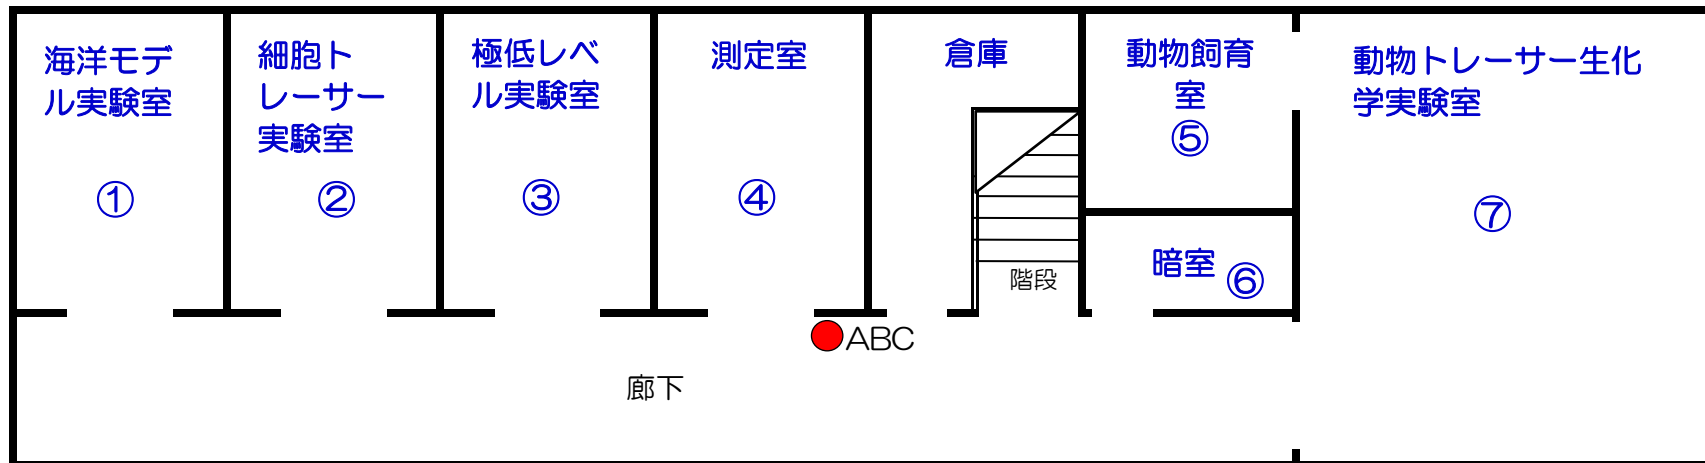 海洋モデ
ル実験室
①
細胞ト
レーサー
実験室
②
極低レベ
ル実験室
③
測定室
④
倉庫
階段
動物飼育
室
⑤
暗室 ⑥
動物トレーサー生化
学実験室
⑦
ABC
廊下